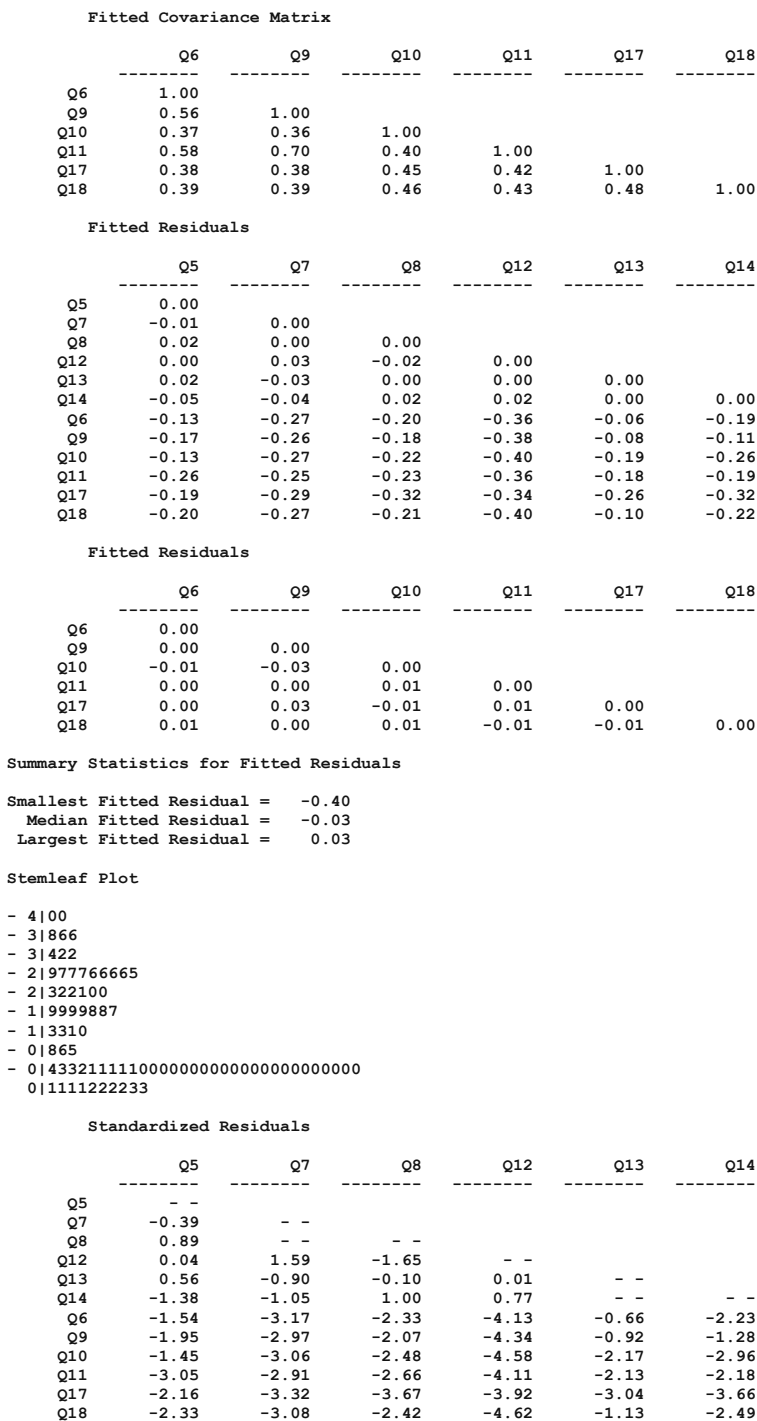 Fitted Covariance Matrix
Q6 Q9 Q10 Q11 Q17 Q18
-------- -------- -------- -------- -------- --------
Q6 1.00
Q9 0.56 1.00
Q10 0.37 0.36 1.00
Q11 0.58 0.70 0.40 1.00
Q17 0.38 0.38 0.45 0.42 1.00
Q18 0.39 0.39 0.46 0.43 0.48 1.00
Fitted Residuals
Q5 Q7 Q8 Q12 Q13 Q14
-------- -------- -------- -------- -------- --------
Q5 0.00
Q7 -0.01 0.00
Q8 0.02 0.00 0.00
Q12 0.00 0.03 -0.02 0.00
Q13 0.02 -0.03 0.00 0.00 0.00
Q14 -0.05 -0.04 0.02 0.02 0.00 0.00
Q6 -0.13 -0.27 -0.20 -0.36 -0.06 -0.19
Q9 -0.17 -0.26 -0.18 -0.38 -0.08 -0.11
Q10 -0.13 -0.27 -0.22 -0.40 -0.19 -0.26
Q11 -0.26 -0.25 -0.23 -0.36 -0.18 -0.19
Q17 -0.19 -0.29 -0.32 -0.34 -0.26 -0.32
Q18 -0.20 -0.27 -0.21 -0.40 -0.10 -0.22
Fitted Residuals
Q6 Q9 Q10 Q11 Q17 Q18
-------- -------- -------- -------- -------- --------
Q6 0.00
Q9 0.00 0.00
Q10 -0.01 -0.03 0.00
Q11 0.00 0.00 0.01 0.00
Q17 0.00 0.03 -0.01 0.01 0.00
Q18 0.01 0.00 0.01 -0.01 -0.01 0.00
Summary Statistics for Fitted Residuals
Smallest Fitted Residual = -0.40
Median Fitted Residual = -0.03
Largest Fitted Residual = 0.03
Stemleaf Plot
- 4|00
- 3|866
- 3|422
- 2|977766665
- 2|322100
- 1|9999887
- 1|3310
- 0|865
- 0|4332111110000000000000000000000
0|1111222233
Standardized Residuals
Q5 Q7 Q8 Q12 Q13 Q14
-------- -------- -------- -------- -------- --------
Q5 - -
Q7 -0.39 - -
Q8 0.89 - - - -
Q12 0.04 1.59 -1.65 - -
Q13 0.56 -0.90 -0.10 0.01 - -
Q14 -1.38 -1.05 1.00 0.77 - - - -
Q6 -1.54 -3.17 -2.33 -4.13 -0.66 -2.23
Q9 -1.95 -2.97 -2.07 -4.34 -0.92 -1.28
Q10 -1.45 -3.06 -2.48 -4.58 -2.17 -2.96
Q11 -3.05 -2.91 -2.66 -4.11 -2.13 -2.18
Q17 -2.16 -3.32 -3.67 -3.92 -3.04 -3.66
Q18 -2.33 -3.08 -2.42 -4.62 -1.13 -2.49